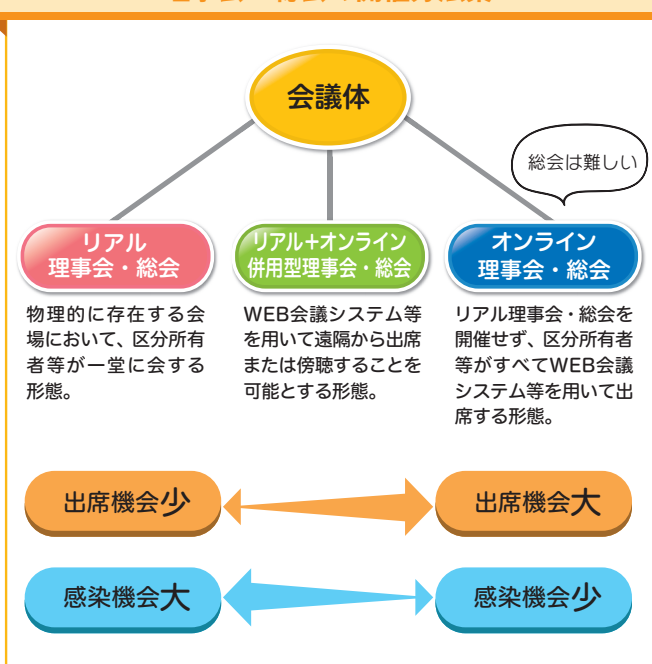 会議体
総会は難しい
リアル
理事会・総会
物理的に存在する会
場において、区分所有
者等が一堂に会する
形態。
リアル+オンライン
併用型理事会・総会
WEB会議システム等
を用いて遠隔から出席
または傍聴することを
可能とする形態。
オンライン
理事会・総会
リアル理事会・総会を
開催せず、区分所有者
等がすべてWEB会議
システム等を用いて出
席する形態。
出席機会少
出席機会大
感染機会大
感染機会少